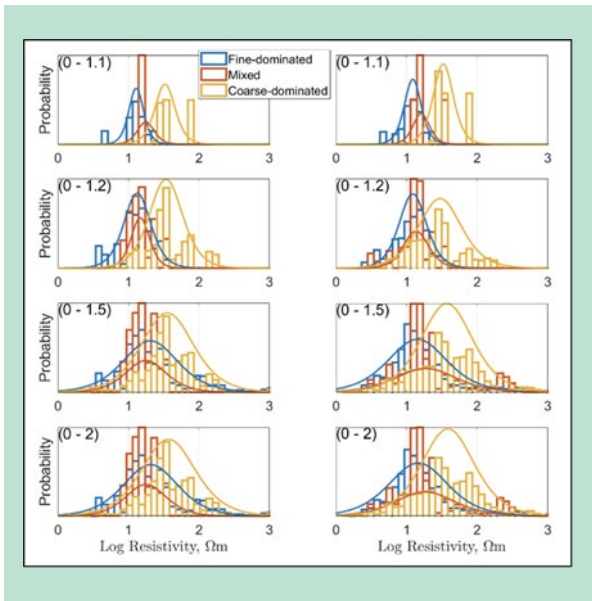 Fine-dominated
Mixed
Coarse-dominated
Probability
(0 - 1.1)
0 1 2 3
(0 - 1.1)
0 1 2 3
Probability
(0 - 1.2)
0 1 2 3
(0 - 1.2)
0 1 2 3
Probability
(0 - 1.5)
0 1 2 3
(0 - 1.5)
0 1 2 3
Probability
(0 - 2)
0 1 2 3
Log Resistivity, Ωm
(0 - 2)
0 1 2 3
Log Resistivity, Ωm